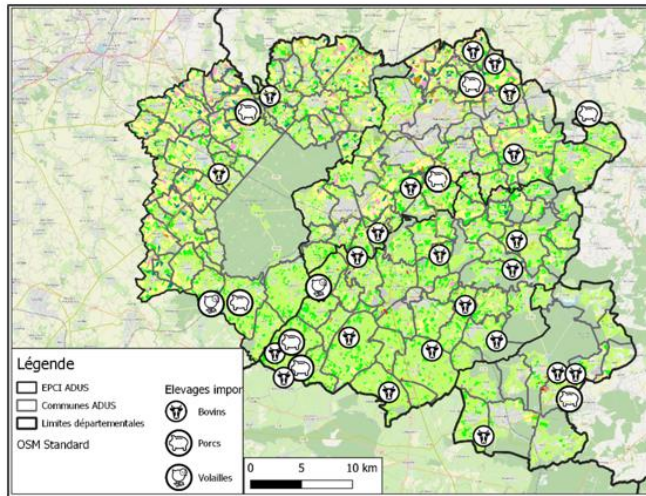 Légende
EPCI ADUS
Communes ADUS
Limites départementales
OSM Standard
Elevages impor
Bovins
Porcs
Volailles
0 5 10 km